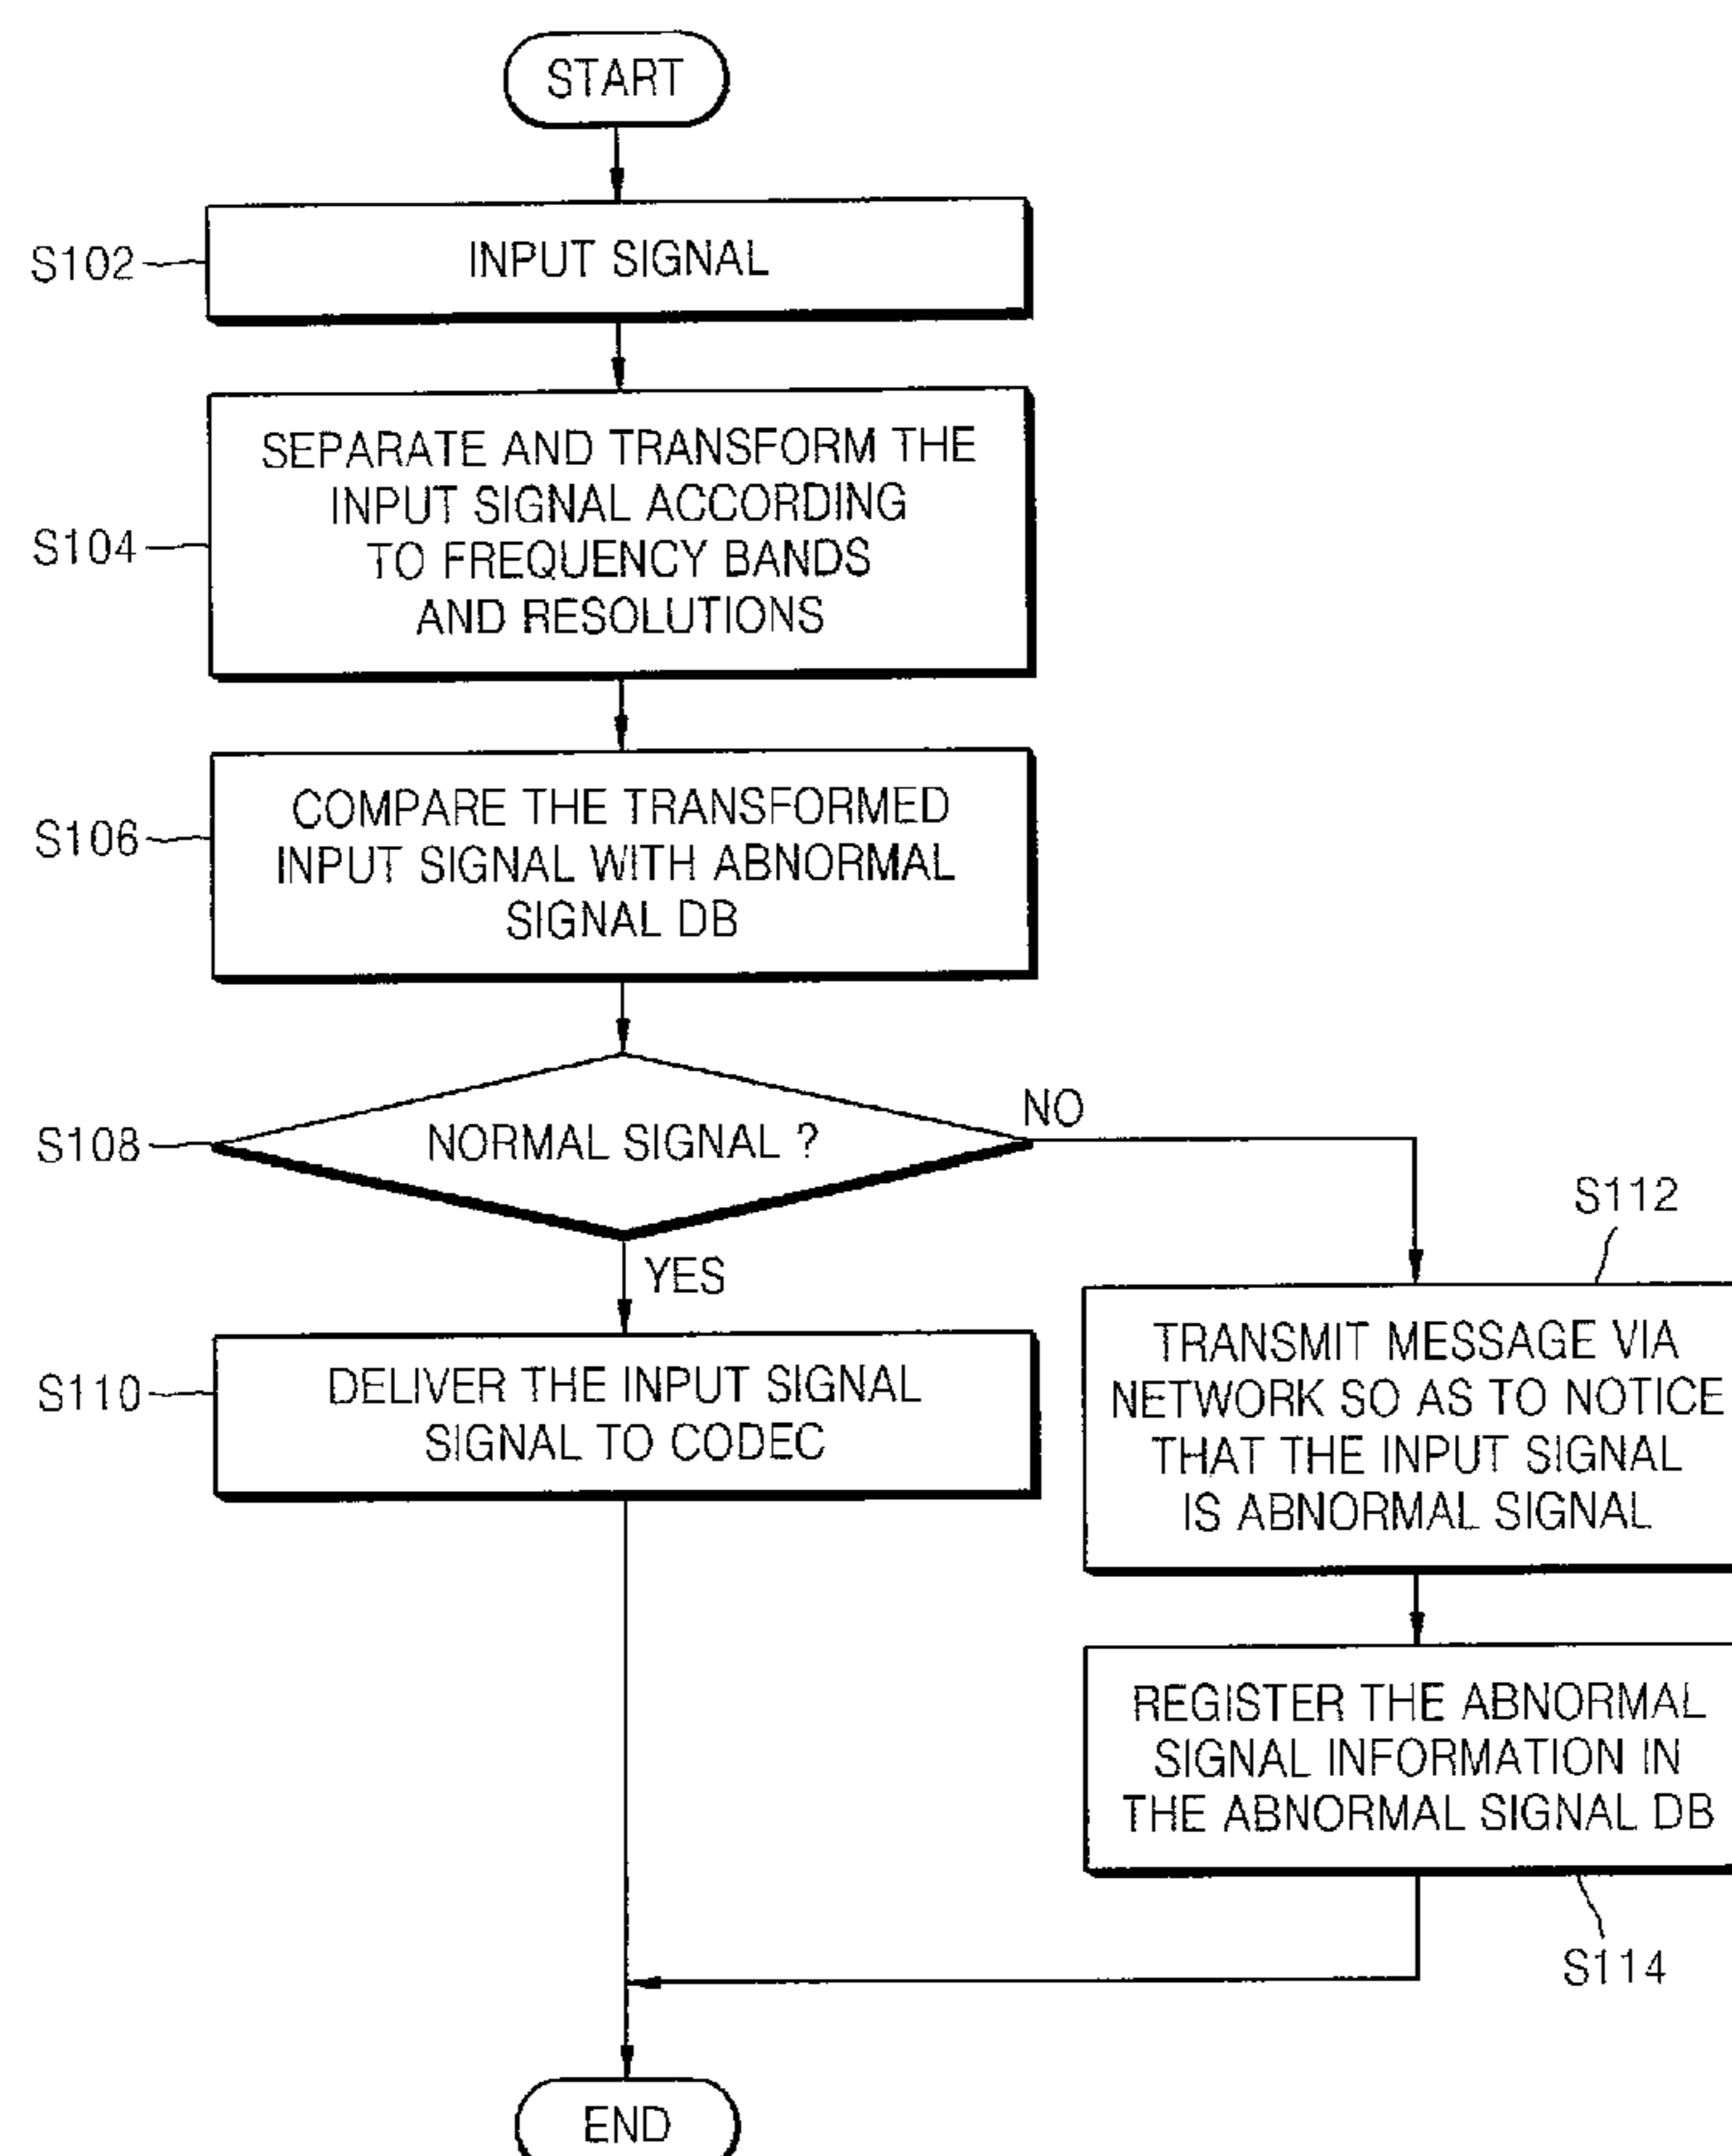 START
S102
INPUT SIGNAL
S104
SEPARATE AND TRANSFORM THE
INPUT SIGNAL ACCORDING
TO FREQUENCY BANDS
AND RESOLUTIONS
S106
COMPARE THE TRANSFORMED
INPUT SIGNAL WITH ABNORMAL
SIGNAL DB
S108
NORMAL SIGNAL ?
NO
YES
S110
DELIVER THE INPUT SIGNAL
SIGNAL TO CODEC
S112
TRANSMIT MESSAGE VIA
NETWORK SO AS TO NOTICE
THAT THE INPUT SIGNAL
IS ABNORMAL SIGNAL
REGISTER THE ABNORMAL
SIGNAL INFORMATION IN
THE ABNORMAL SIGNAL DB
S114
END